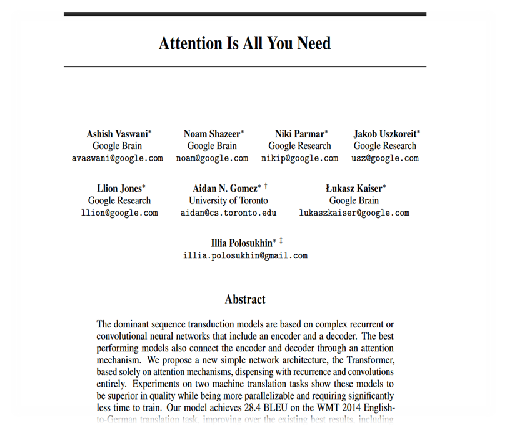 Attention Is All You Need
Ashish Vaswani* Noam Shazeer* Niki Parmar* Jakob Uszkoreit*
Google Brain Google Brain Google Research Google Research
avaswani@google.com noam@google.com nikip@google.com usz@google.com
Llion Jones* Aidan N. Gomez* † Łukasz Kaiser*
Google Research University of Toronto Google Brain
llion@google.com aidan@cs.toronto.edu lukaszkaiser@google.com
Illia Polosukhin* ‡
illia.polosukhin@gmail.com
Abstract
The dominant sequence transduction models are based on complex recurrent or
convolutional neural networks that include an encoder and a decoder. The best
performing models also connect the encoder and decoder through an attention
mechanism. We propose a new simple network architecture, the Transformer,
based solely on attention mechanisms, dispensing with recurrence and convolutions
entirely. Experiments on two machine translation tasks show these models to
be superior in quality while being more parallelizable and requiring significantly
less time to train. Our model achieves 28.4 BLEU on the WMT 2014 English-
to-German translation task, improving over the existing best results, including